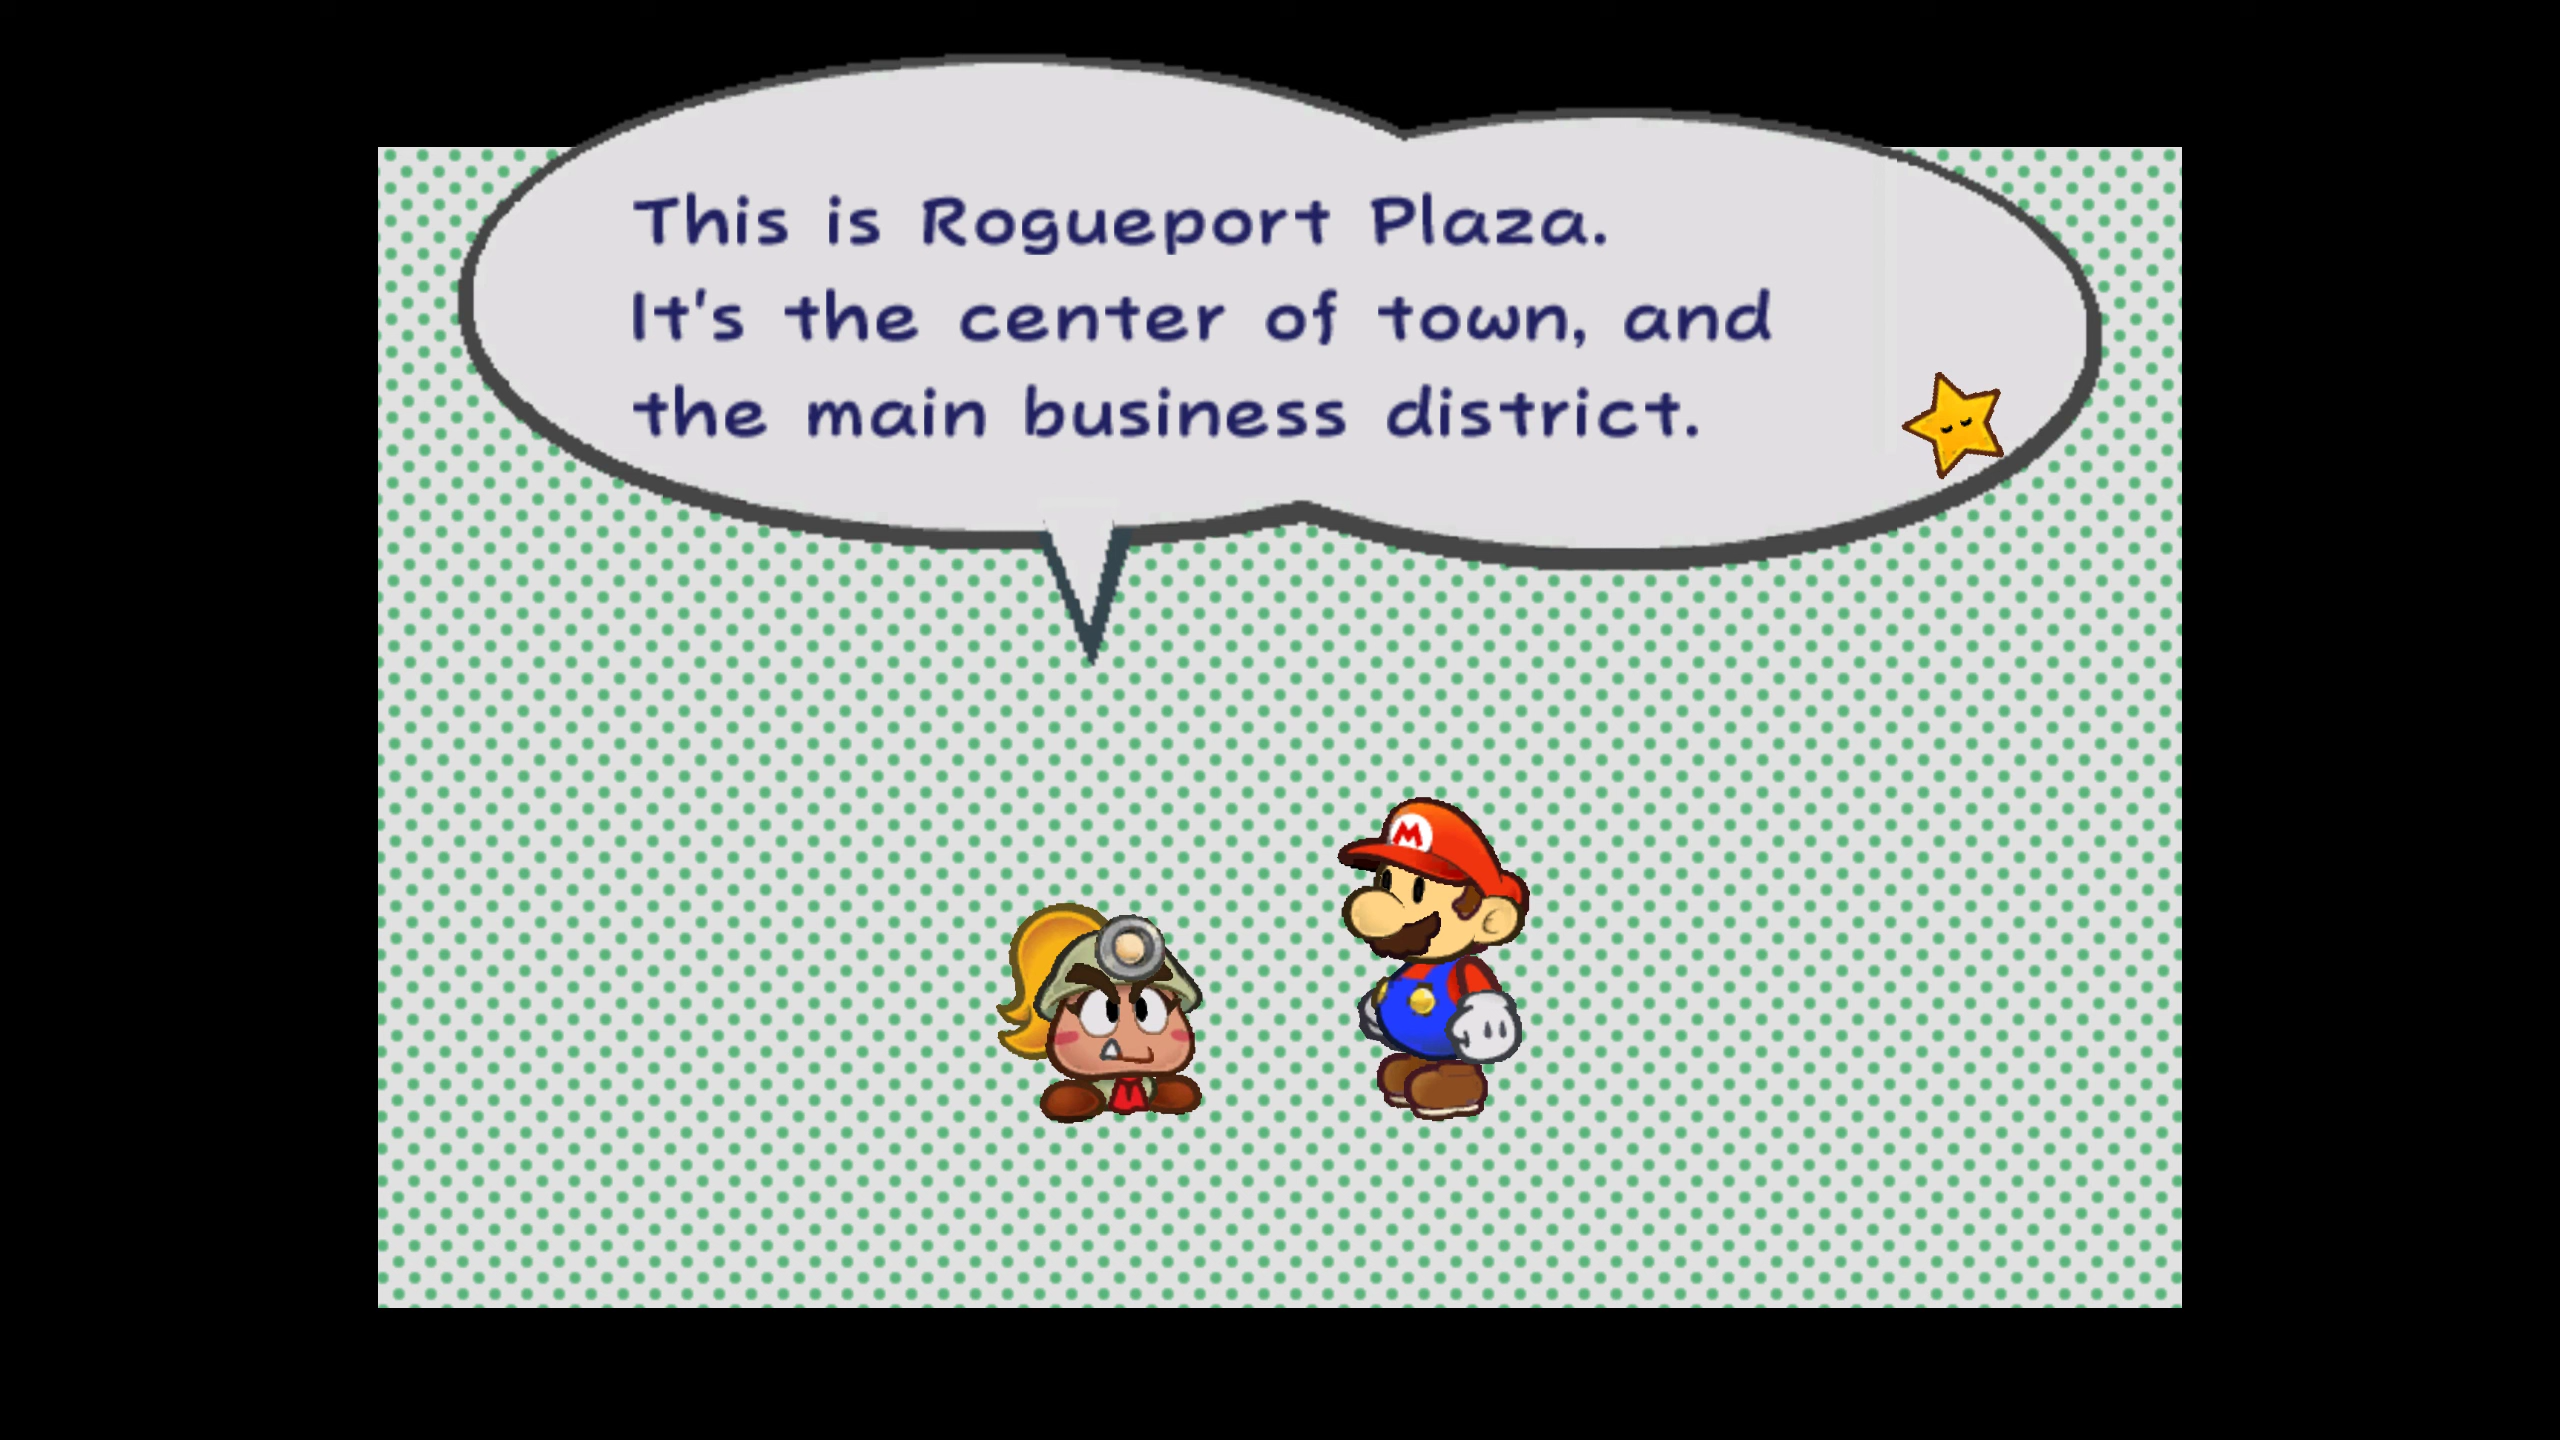 This is Rogueport Plaza.
It's the center of town, and
the main business district.
M